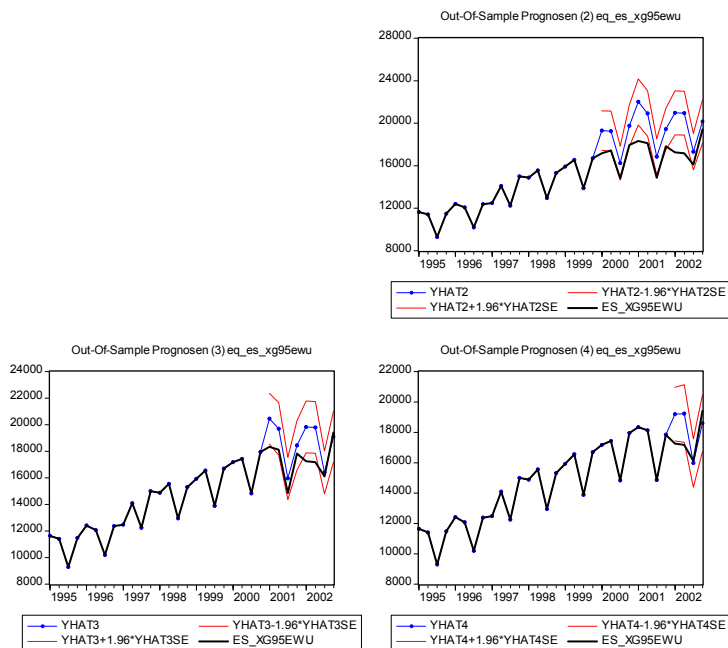 Out-Of-Sample Prognosen (2) eq_es_xg95ewu
28000
24000
20000
16000
12000
8000
1995 1996 1997 1998 1999 2000 2001 2002
YHAT2 YHAT2-1.96*YHAT2SE
YHAT2+1.96*YHAT2SE ES_XG95EWU
Out-Of-Sample Prognosen (3) eq_es_xg95ewu
24000
22000
20000
18000
16000
14000
12000
10000
8000
1995 1996 1997 1998 1999 2000 2001 2002
YHAT3 YHAT3-1.96*YHAT3SE
YHAT3+1.96*YHAT3SE ES_XG95EWU
Out-Of-Sample Prognosen (4) eq_es_xg95ewu
22000
20000
18000
16000
14000
12000
10000
8000
1995 1996 1997 1998 1999 2000 2001 2002
YHAT4 YHAT4-1.96*YHAT4SE
YHAT4+1.96*YHAT4SE ES_XG95EWU